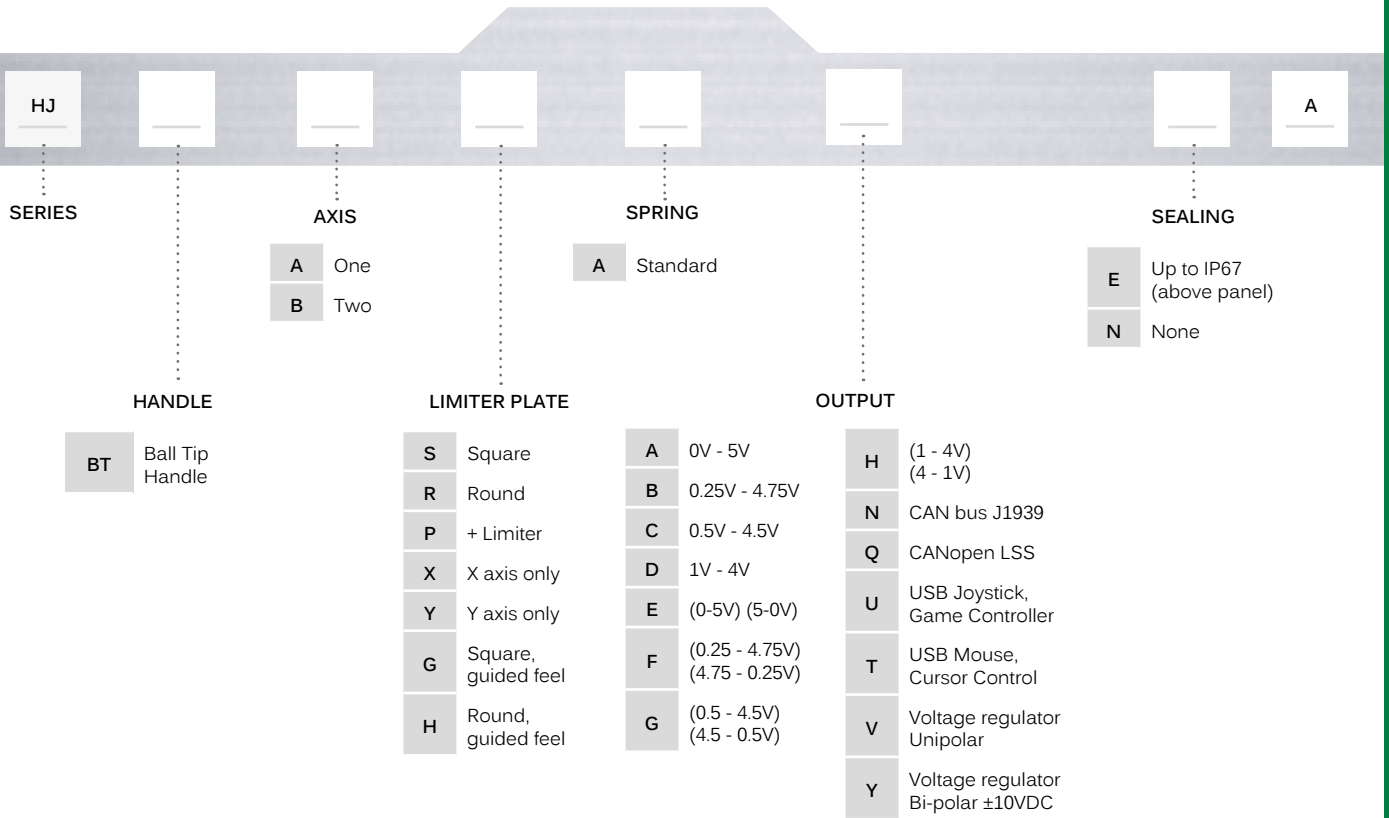 HJ
A
SERIES
AXIS
A One
B Two
SPRING
A Standard
SEALING
E Up to IP67
(above panel)
N None
HANDLE
BT Ball Tip
Handle
LIMITER PLATE
S Square
R Round
P + Limiter
X X axis only
Y Y axis only
G Square,
guided feel
H Round,
guided feel
OUTPUT
A 0V - 5V
B 0.25V - 4.75V
C 0.5V - 4.5V
D 1V - 4V
E (0-5V) (5-0V)
F (0.25 - 4.75V)
(4.75 - 0.25V)
G (0.5 - 4.5V)
(4.5 - 0.5V)
H (1 - 4V)
(4 - 1V)
N CAN bus J1939
Q CANopen LSS
U USB Joystick,
Game Controller
T USB Mouse,
Cursor Control
V Voltage regulator
Unipolar
Y Voltage regulator
Bi-polar ±10VDC